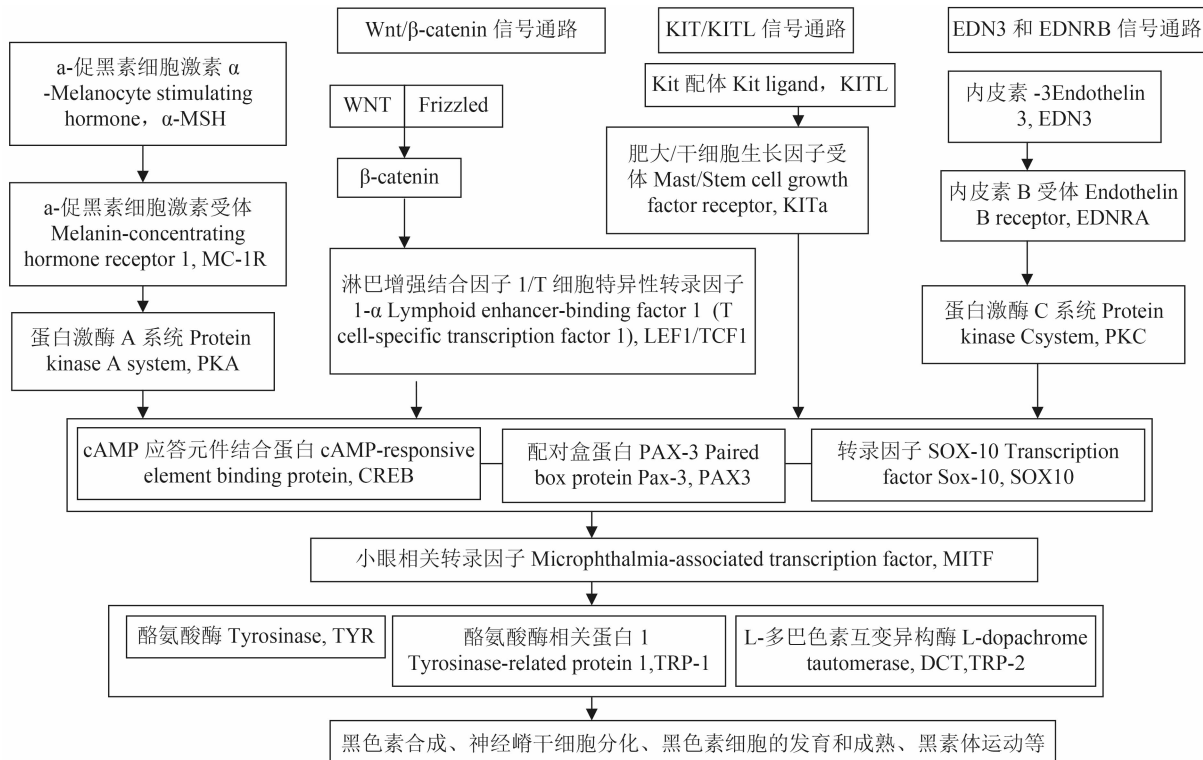 Wnt/β-catenin 信号通路
KIT/KITL 信号通路
EDN3 和 EDNRB 信号通路
a-促黑素细胞激素 α
-Melanocyte stimulating
hormone，α-MSH
WNT
Frizzled
Kit 配体 Kit ligand，KITL
内皮素 -3Endothelin
3, EDN3
β-catenin
肥大/干细胞生长因子受
体 Mast/Stem cell growth
factor receptor, KITa
内皮素 B 受体 Endothelin
B receptor, EDNRA
a-促黑素细胞激素受体
Melanin-concentrating
hormone receptor 1, MC-1R
淋巴增强结合因子 1/T 细胞特异性转录因子
1-α Lymphoid enhancer-binding factor 1 (T
cell-specific transcription factor 1), LEF1/TCF1
蛋白激酶 A 系统 Protein
kinase A system, PKA
蛋白激酶 C 系统 Protein
kinase Csystem, PKC
cAMP 应答元件结合蛋白 cAMP-responsive
element binding protein, CREB
配对盒蛋白 PAX-3 Paired
box protein Pax-3, PAX3
转录因子 SOX-10 Transcription
factor Sox-10, SOX10
小眼相关转录因子 Microphthalmia-associated transcription factor, MITF
酪氨酸酶 Tyrosinase, TYR
酪氨酸酶相关蛋白 1
Tyrosinase-related protein 1,TRP-1
L-多巴色素互变异构酶 L-dopachrome
tautomerase, DCT,TRP-2
黑色素合成、神经嵴干细胞分化、黑色素细胞的发育和成熟、黑素体运动等